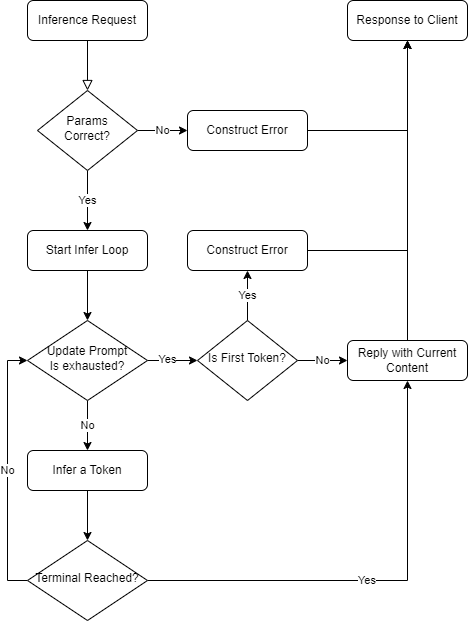 Inference Request
Response to Client
Params
Correct?
No
Construct Error
Yes
Start Infer Loop
Construct Error
Yes
Update Prompt
Is exhausted?
Yes
Is First Token?
No
Reply with Current
Content
No
Infer a Token
No
Terminal Reached?
Yes